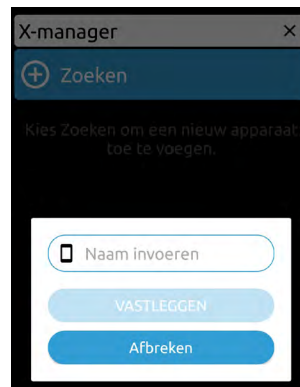 X-manager ×
Zoeken
Kies Zoeken om een nieuw apparaat
toe te voegen.
Naam invoeren
VASTLEGGEN
Afbreken